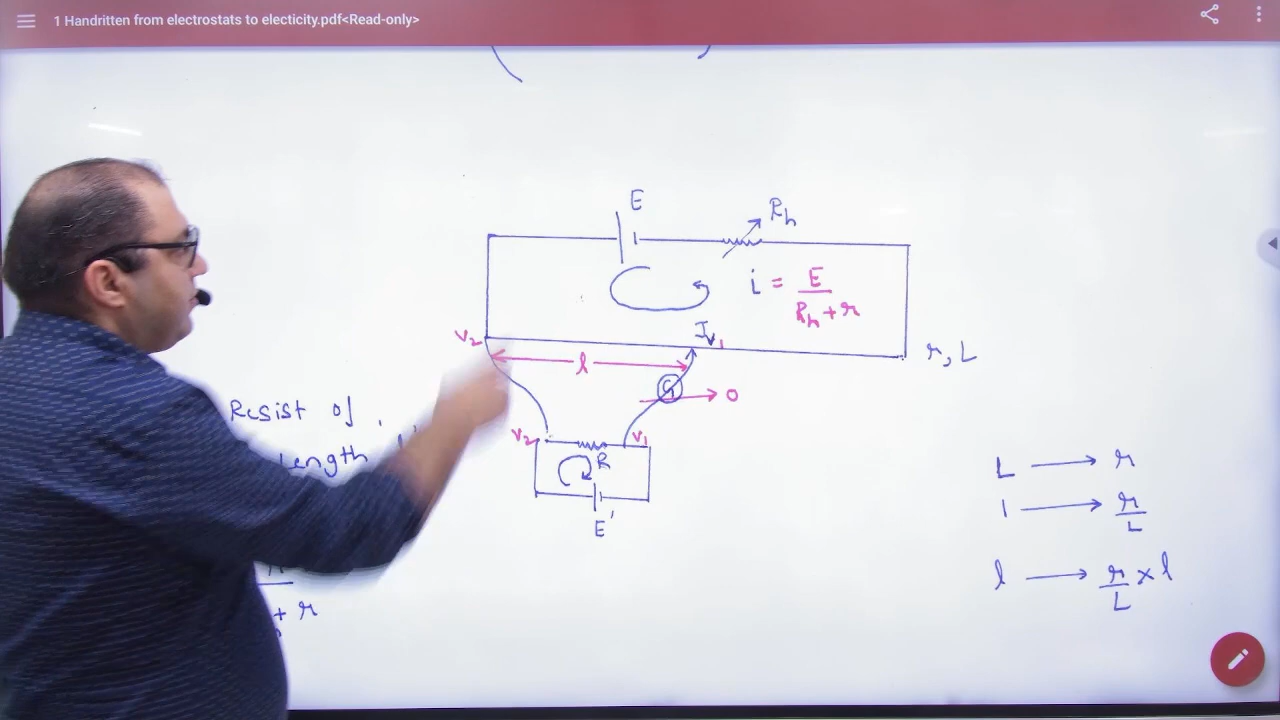 1 Handritten from electrostats to electicity.pdf<Read-only>
E
Rh
i = E / Rh + r
V2
J V1
l
r, L
G
0
Resist of
Length
V2
V1
R
E'
L → r
1 → r/L
l → r/L × l
+ r